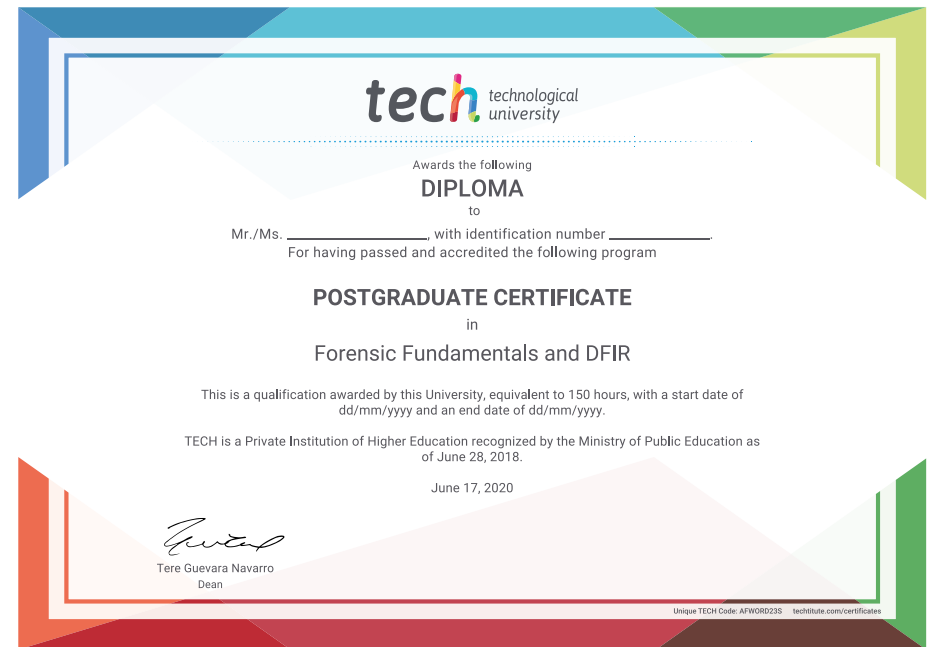 tech technological
university
Awards the following
DIPLOMA
to
Mr./Ms. ____________________, with identification number ______________.
For having passed and accredited the following program
POSTGRADUATE CERTIFICATE
in
Forensic Fundamentals and DFIR
This is a qualification awarded by this University, equivalent to 150 hours, with a start date of
dd/mm/yyyy and an end date of dd/mm/yyyy.
TECH is a Private Institution of Higher Education recognized by the Ministry of Public Education as
of June 28, 2018.
June 17, 2020
Tere Guevara Navarro
Dean
Unique TECH Code: AFWORD23S techtitute.com/certificates